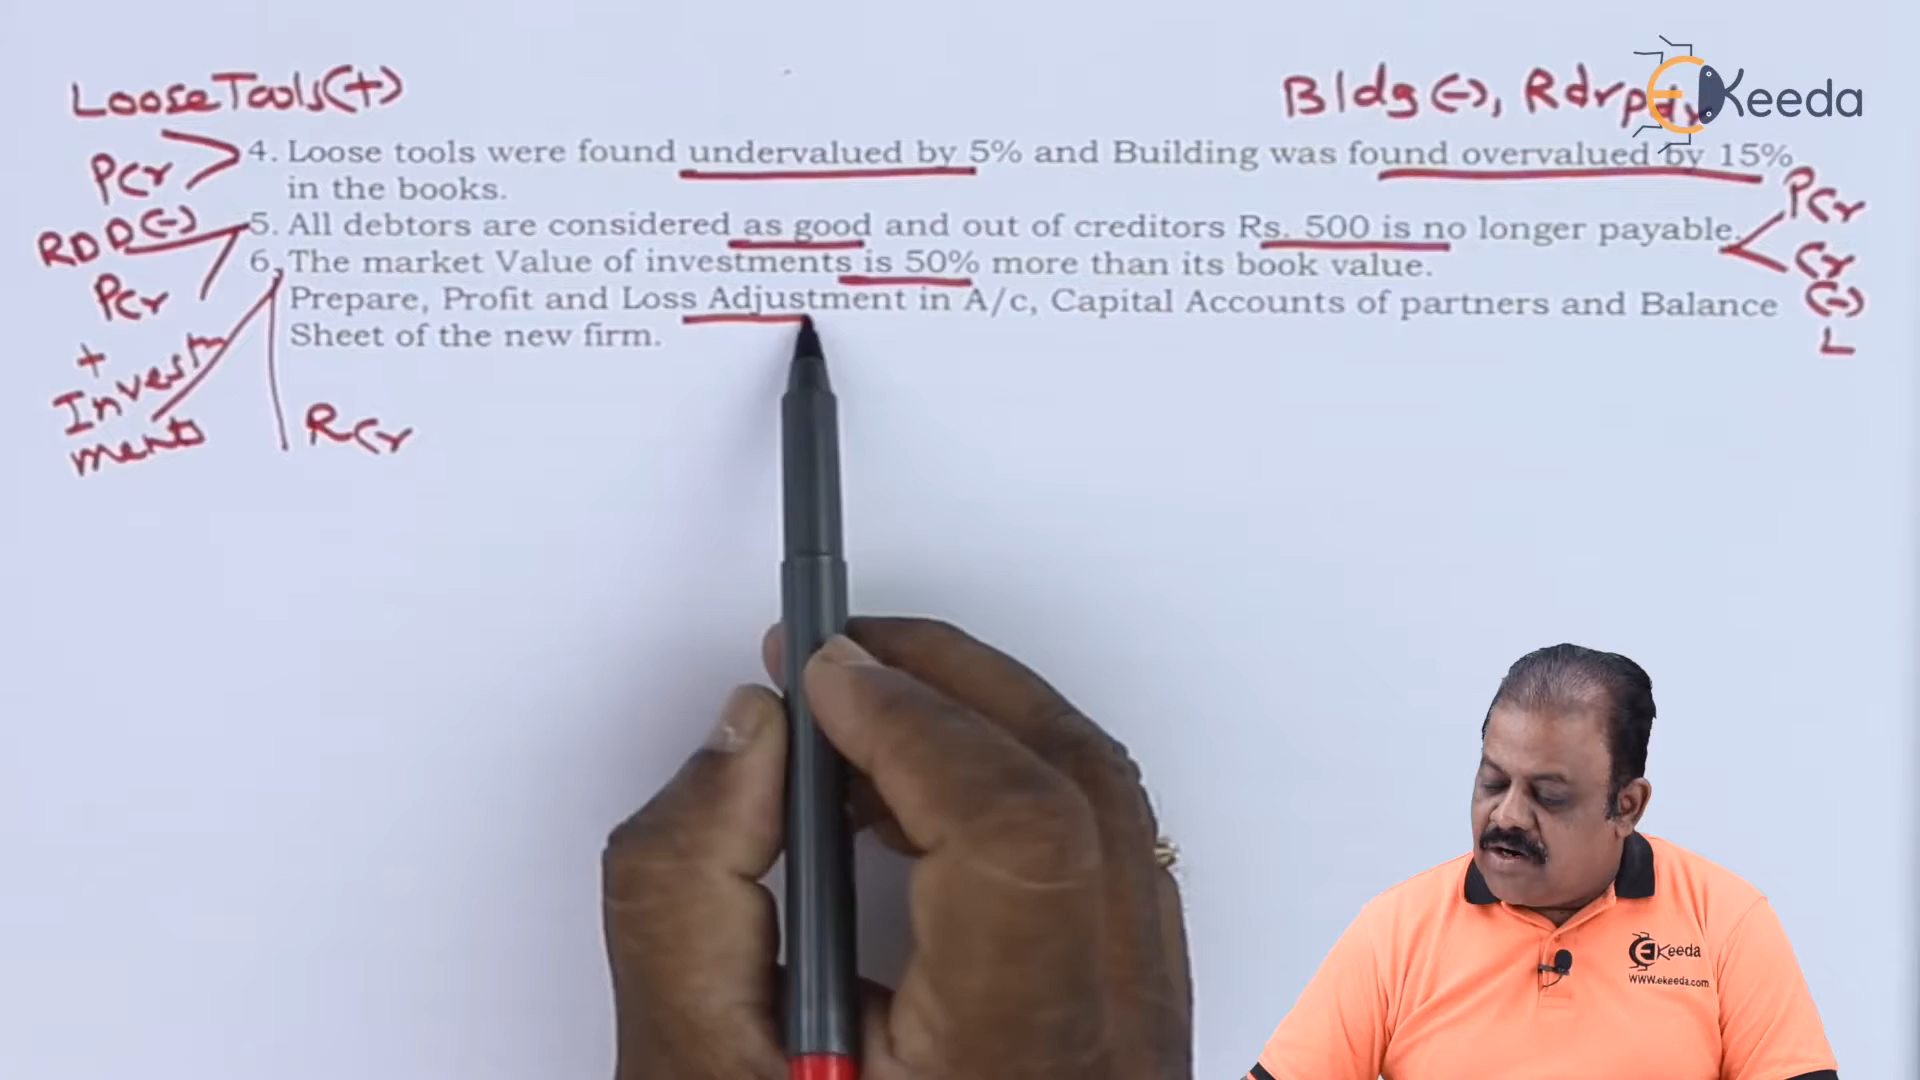 Loose Tools(+)
Bldg(-), Rdr
Keeda
4. Loose tools were found undervalued by 5% and Building was found overvalued by 15%
in the books.
PCr
PCr
RDD(-)
5. All debtors are considered as good and out of creditors Rs. 500 is no longer payable.
6. The market Value of investments is 50% more than its book value.
Cr
PCr
Prepare, Profit and Loss Adjustment in A/c, Capital Accounts of partners and Balance
(-)
Sheet of the new firm.
L
+
Invest
ments
RCr
Keeda
www.ekeeda.com